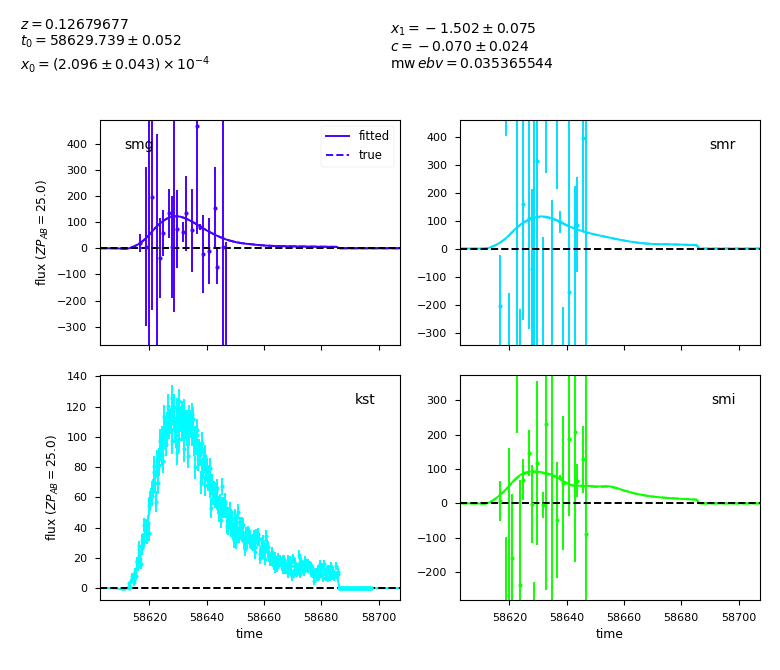 z = 0.12679677
t₀ = 58629.739 ± 0.052
x₀ = (2.096 ± 0.043) × 10⁻⁴
x₁ = −1.502 ± 0.075
c = −0.070 ± 0.024
mw ebv = 0.035365544
smg
fitted
true
flux (ZP_AB = 25.0)
400
300
200
100
0
−100
−200
−300
smr
400
300
200
100
0
−100
−200
−300
kst
flux (ZP_AB = 25.0)
140
120
100
80
60
40
20
0
58620 58640 58660 58680 58700
time
smi
300
200
100
0
−100
−200
58620 58640 58660 58680 58700
time